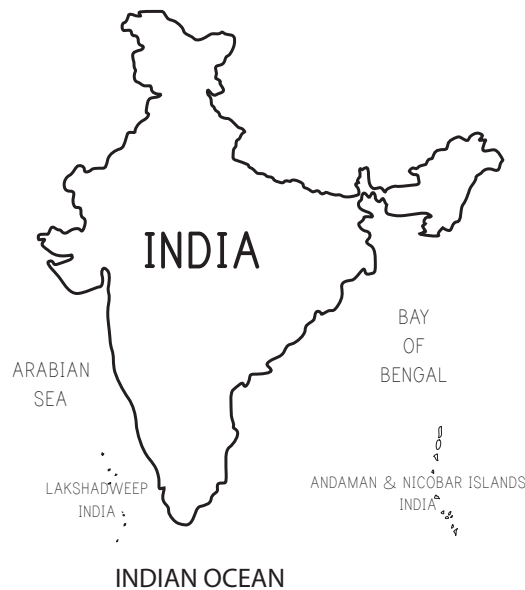 INDIA
BAY
OF
BENGAL
ARABIAN
SEA
LAKSHADWEEP
INDIA
ANDAMAN & NICOBAR ISLANDS
INDIA
INDIAN OCEAN